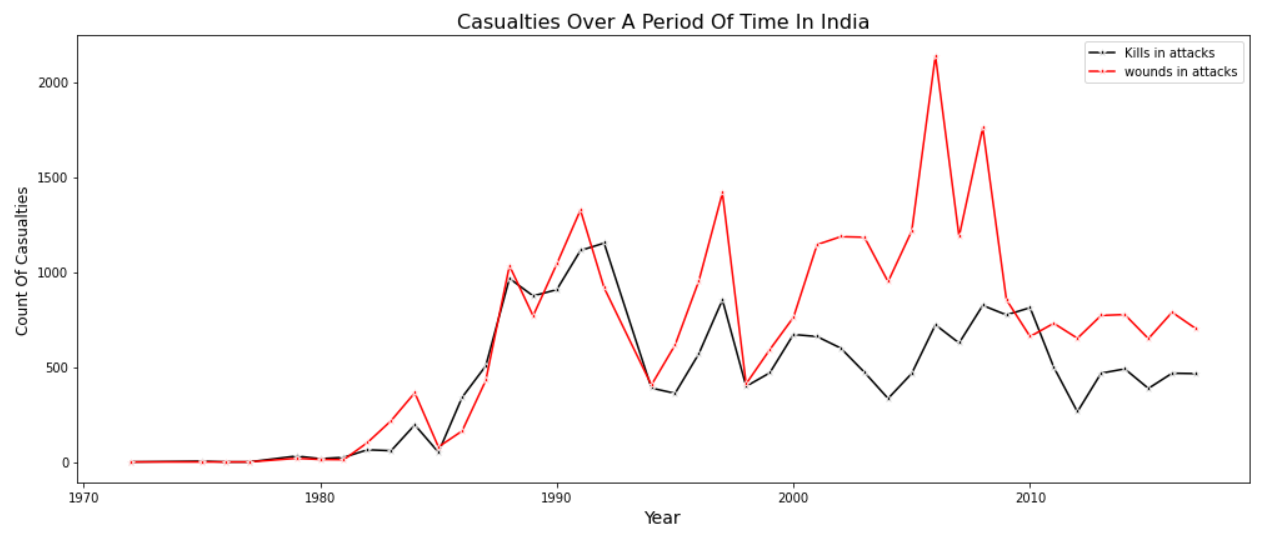 Casualties Over A Period Of Time In India
Kills in attacks
wounds in attacks
Count Of Casualties
2000
1500
1000
500
0
1970 1980 1990 2000 2010
Year